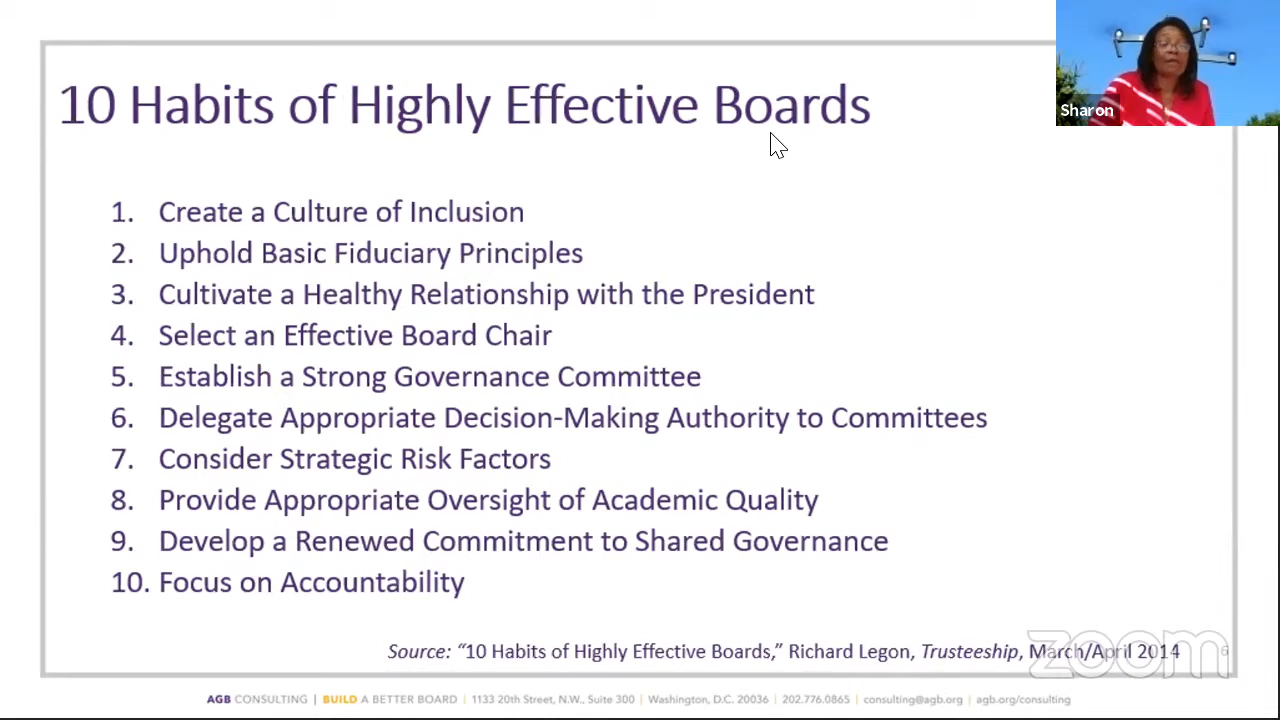 10 Habits of Highly Effective Boards
Sharon
1. Create a Culture of Inclusion
2. Uphold Basic Fiduciary Principles
3. Cultivate a Healthy Relationship with the President
4. Select an Effective Board Chair
5. Establish a Strong Governance Committee
6. Delegate Appropriate Decision-Making Authority to Committees
7. Consider Strategic Risk Factors
8. Provide Appropriate Oversight of Academic Quality
9. Develop a Renewed Commitment to Shared Governance
10. Focus on Accountability
Source: “10 Habits of Highly Effective Boards,” Richard Legon, Trusteeship, March/April 2014
zoom
6
AGB CONSULTING | BUILD A BETTER BOARD | 1133 20th Street, N.W., Suite 300 | Washington, D.C. 20036 | 202.776.0865 | consulting@agb.org | agb.org/consulting